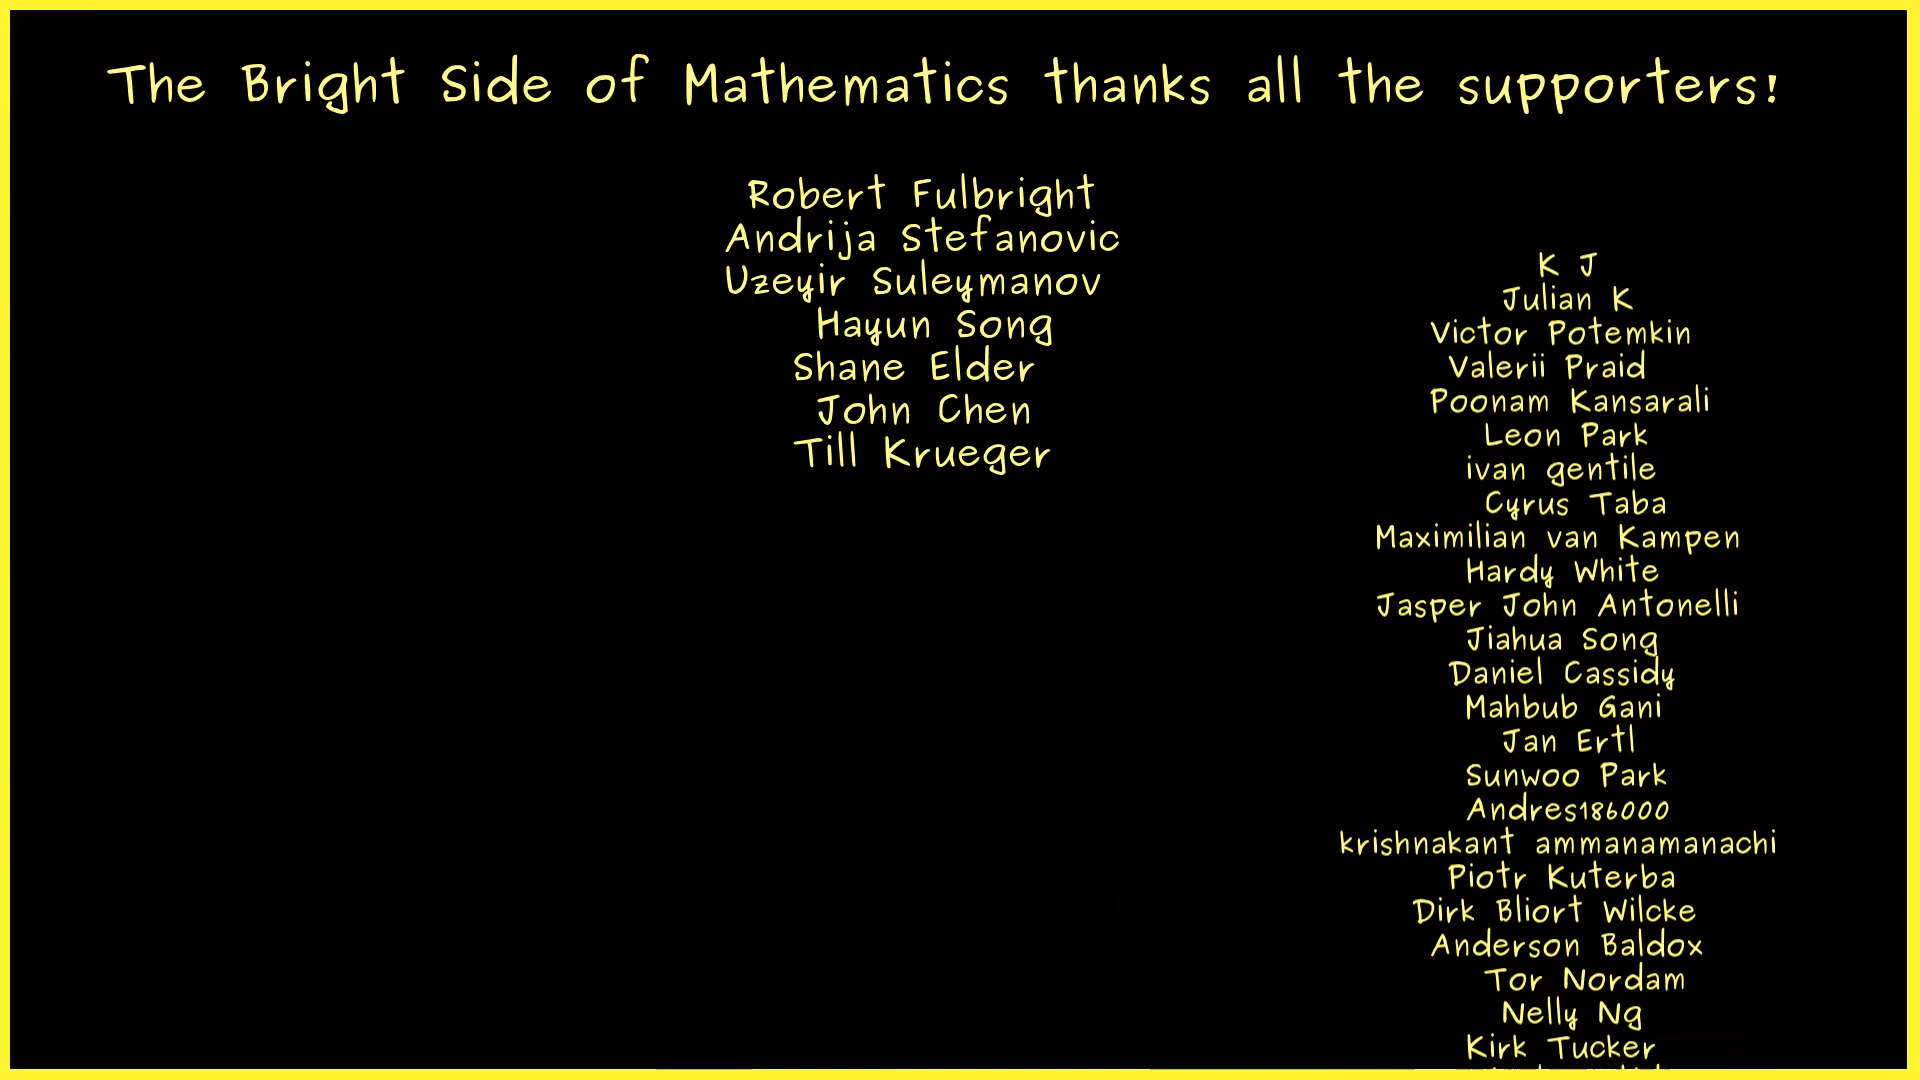 The Bright Side of Mathematics thanks all the supporters!
Robert Fulbright
Andrija Stefanovic
Uzeyir Suleymanov
Hayun Song
Shane Elder
John Chen
Till Krueger
K J
Julian K
Victor Potemkin
Valerii Praid
Poonam Kansarali
Leon Park
ivan gentile
Cyrus Taba
Maximilian van Kampen
Hardy White
Jasper John Antonelli
Jiahua Song
Daniel Cassidy
Mahbub Gani
Jan Ertl
Sunwoo Park
Andres186000
krishnakant ammanamanachi
Piotr Kuterba
Dirk Bliort Wilcke
Anderson Baldox
Tor Nordam
Nelly Ng
Kirk Tucker